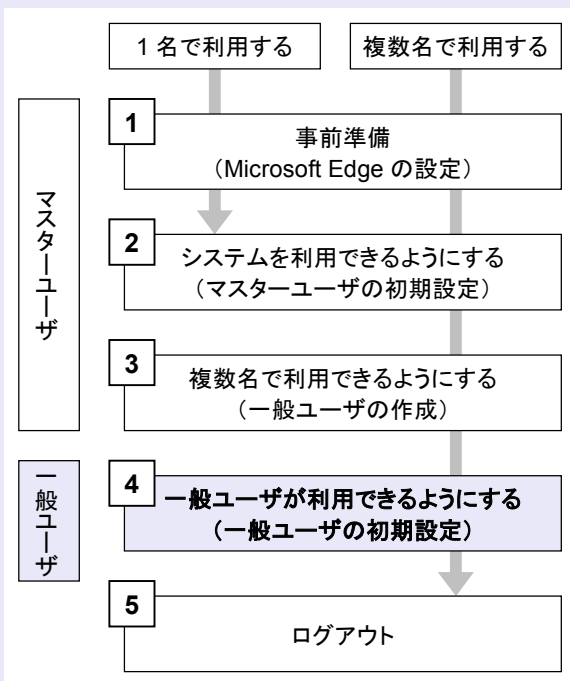 1 名で利用する
複数名で利用する
マスターユーザ
1
事前準備
（Microsoft Edge の設定）
2
システムを利用できるようにする
（マスターユーザの初期設定）
3
複数名で利用できるようにする
（一般ユーザの作成）
一般ユーザ
4
一般ユーザが利用できるようにする
（一般ユーザの初期設定）
5
ログアウト